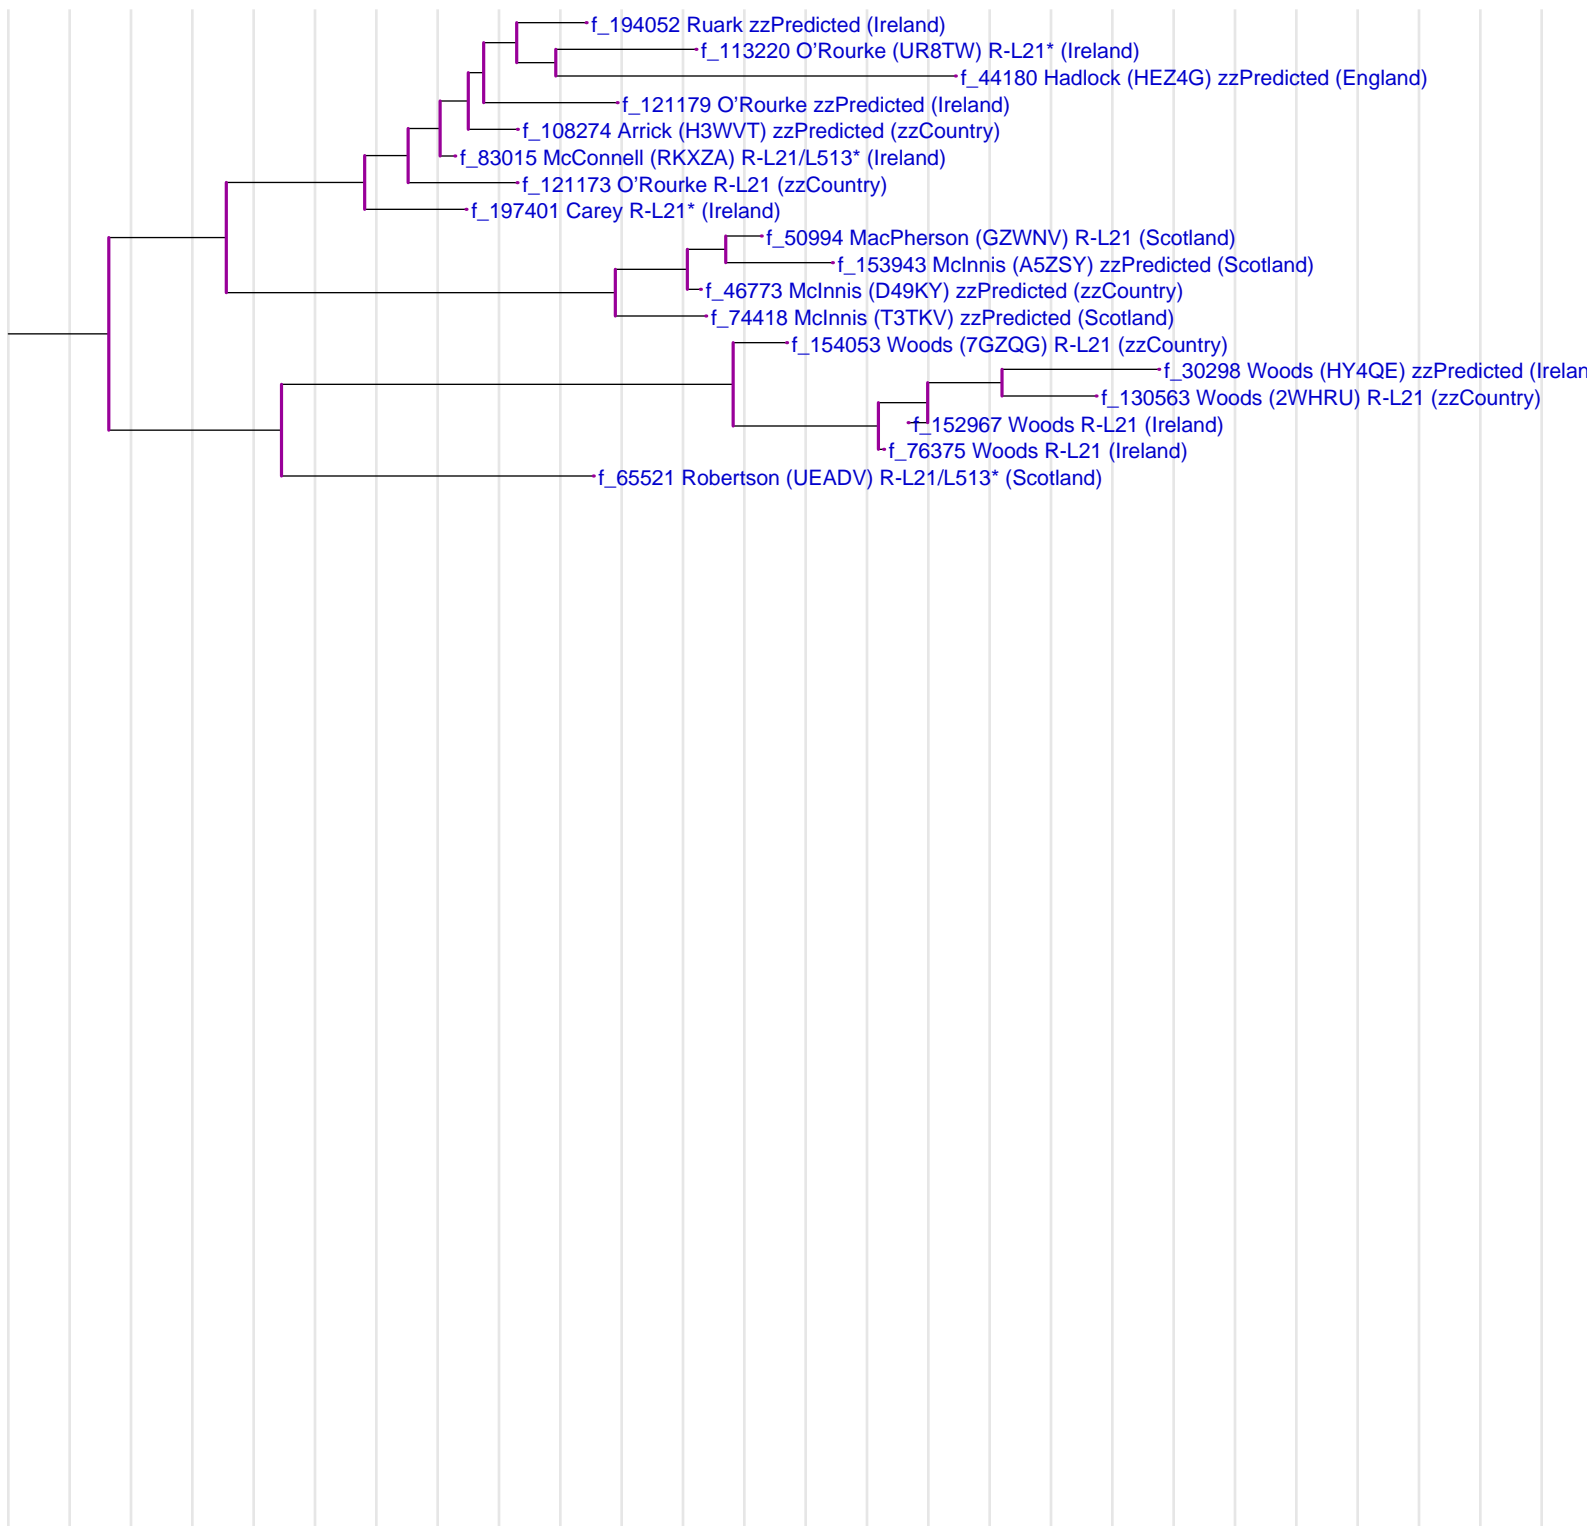 f_194052 Ruark zzPredicted (Ireland)
f_113220 O'Rourke (UR8TW) R-L21* (Ireland)
f_44180 Hadlock (HEZ4G) zzPredicted (England)
f_121179 O'Rourke zzPredicted (Ireland)
f_108274 Arrick (H3WVT) zzPredicted (zzCountry)
f_83015 McConnell (RKXZA) R-L21/L513* (Ireland)
f_121173 O'Rourke R-L21 (zzCountry)
f_197401 Carey R-L21* (Ireland)
f_50994 MacPherson (GZWNV) R-L21 (Scotland)
f_153943 McInnis (A5ZSY) zzPredicted (Scotland)
f_46773 McInnis (D49KY) zzPredicted (zzCountry)
f_74418 McInnis (T3TKV) zzPredicted (Scotland)
f_154053 Woods (7GZQG) R-L21 (zzCountry)
f_30298 Woods (HY4QE) zzPredicted (Irelan
f_130563 Woods (2WHRU) R-L21 (zzCountry)
f_152967 Woods R-L21 (Ireland)
f_76375 Woods R-L21 (Ireland)
f_65521 Robertson (UEADV) R-L21/L513* (Scotland)